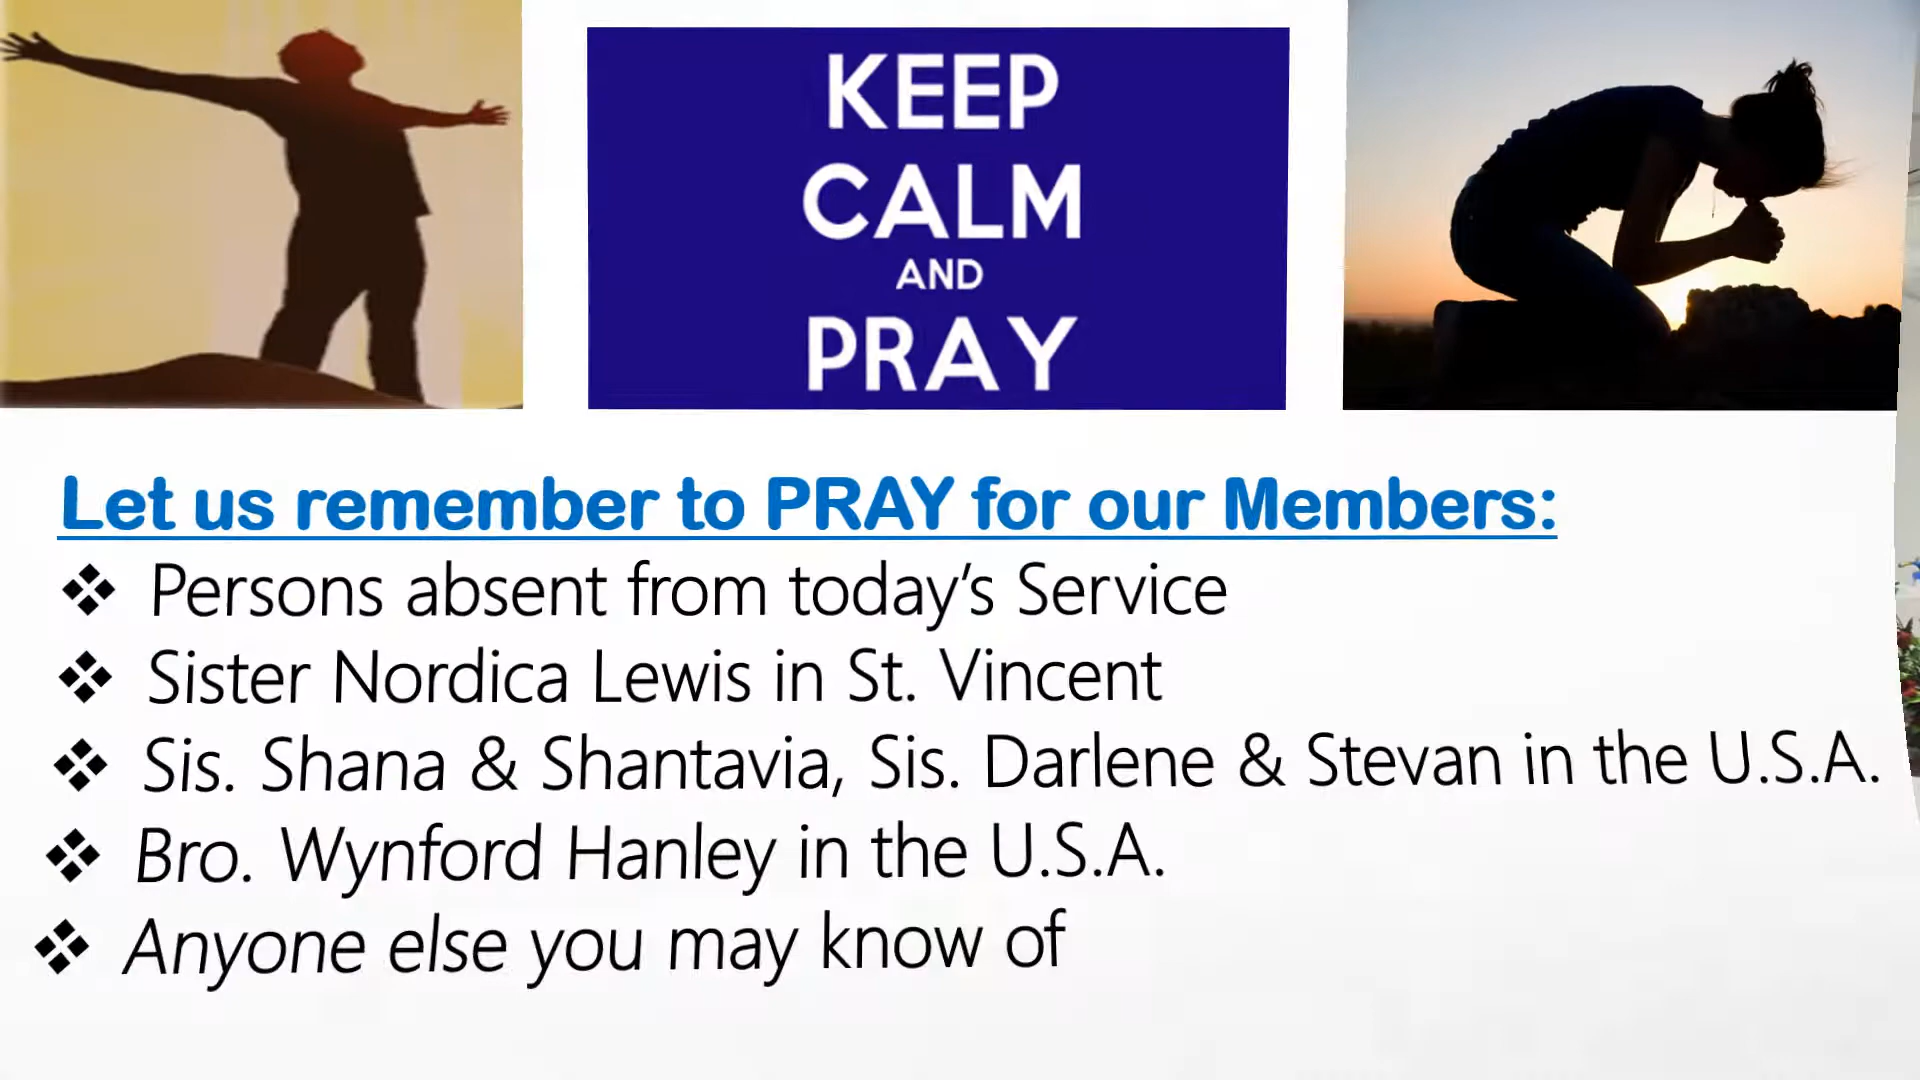 KEEP
CALM
AND
PRAY
Let us remember to PRAY for our Members:
❖ Persons absent from today's Service
❖ Sister Nordica Lewis in St. Vincent
❖ Sis. Shana & Shantavia, Sis. Darlene & Stevan in the U.S.A.
❖ Bro. Wynford Hanley in the U.S.A.
❖ Anyone else you may know of